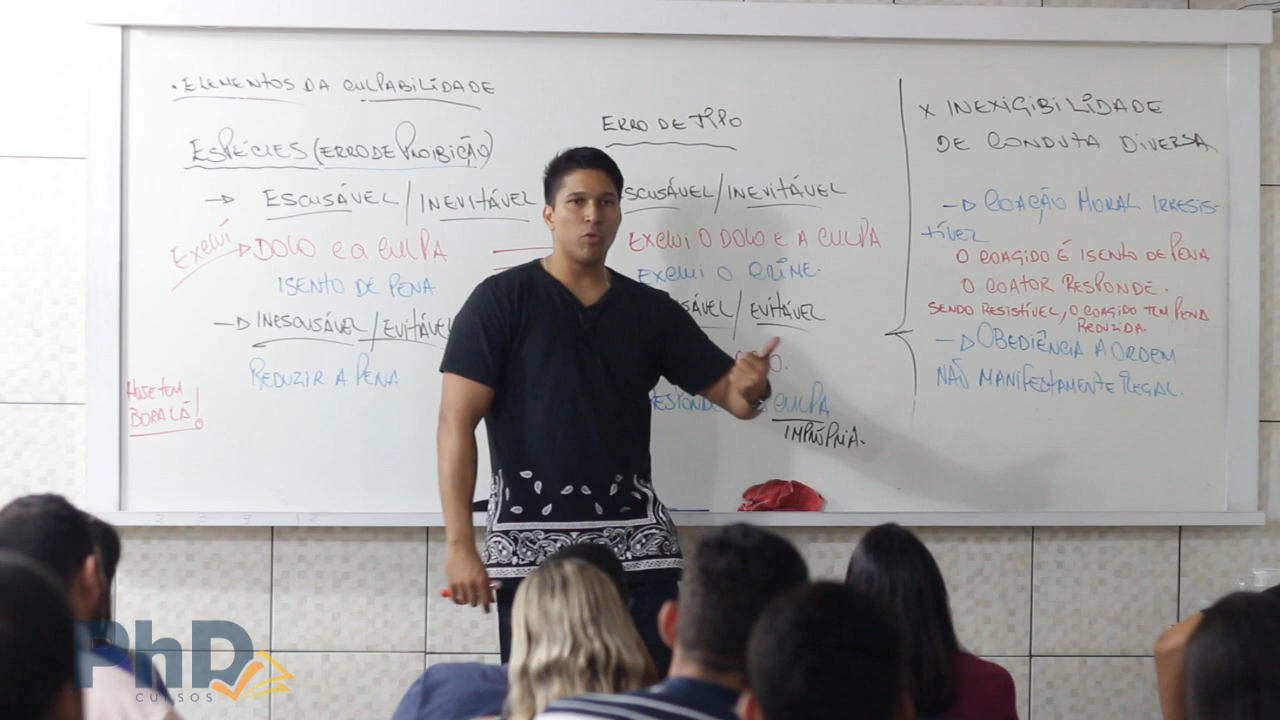 . ELEMENTOS DA CULPABILIDADE
ESPÉCIES (ERRO DE PROIBIÇÃO)
→ ESCUSÁVEL / INEVITÁVEL
EXCLUI DOLO E A CULPA
ISENTO DE PENA
→ INESCUSÁVEL / EVITÁVEL
REDUZIR A PENA
HOJE TEM
BORA LÁ!
ERRO DE TIPO
SCUSÁVEL / INEVITÁVEL
EXCLUI O DOLO E A CULPA
EXCLUI O CRIME.
SÁVEL / EVITÁVEL
O.
RESPONDE CULPA
IMPRÓPRIA.
X INEXIGIBILIDADE
DE CONDUTA DIVERSA
→ COAÇÃO MORAL IRRESIS-
TÍVEL
O COAGIDO É ISENTO DE PENA
O COATOR RESPONDE.
SENDO RESISTÍVEL, O COAGIDO TEM PENA
REDUZIDA
→ OBEDIÊNCIA A ORDEM
NÃO MANIFESTAMENTE ILEGAL.
PhD
CURSOS